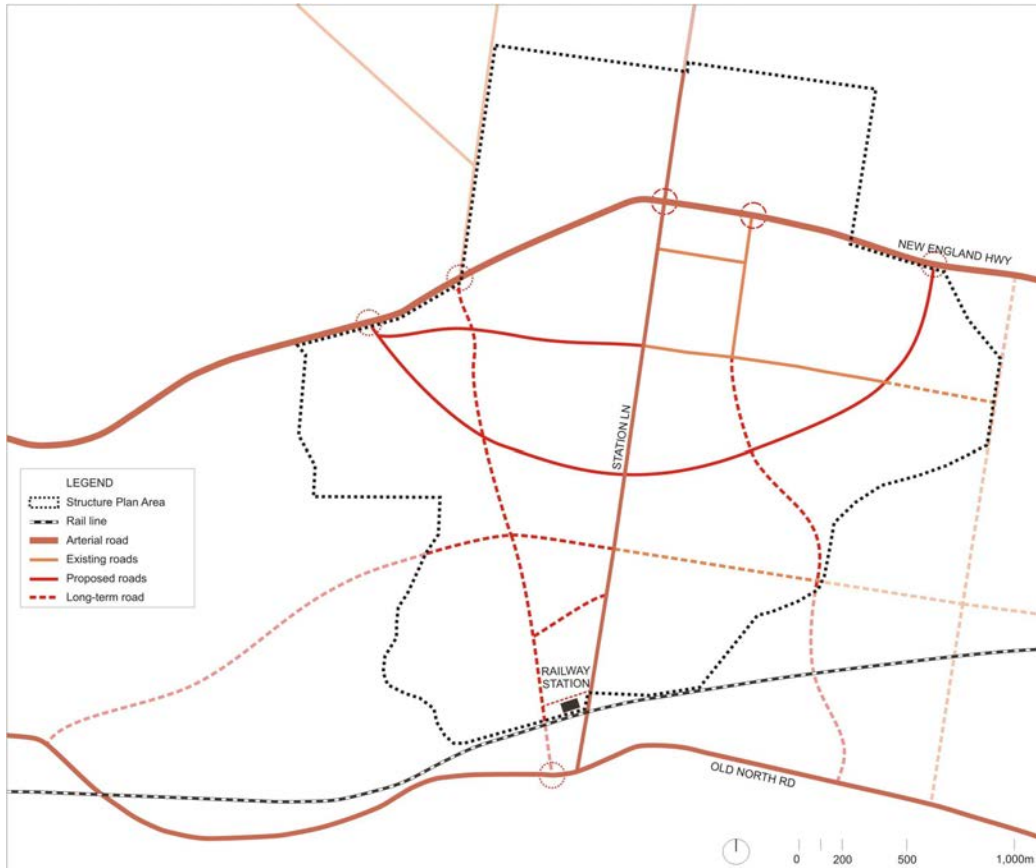 NEW ENGLAND HWY
STATION LN
LEGEND
Structure Plan Area
Rail line
Arterial road
Existing roads
Proposed roads
Long-term road
RAILWAY
STATION
OLD NORTH RD
0 200 500 1,000m